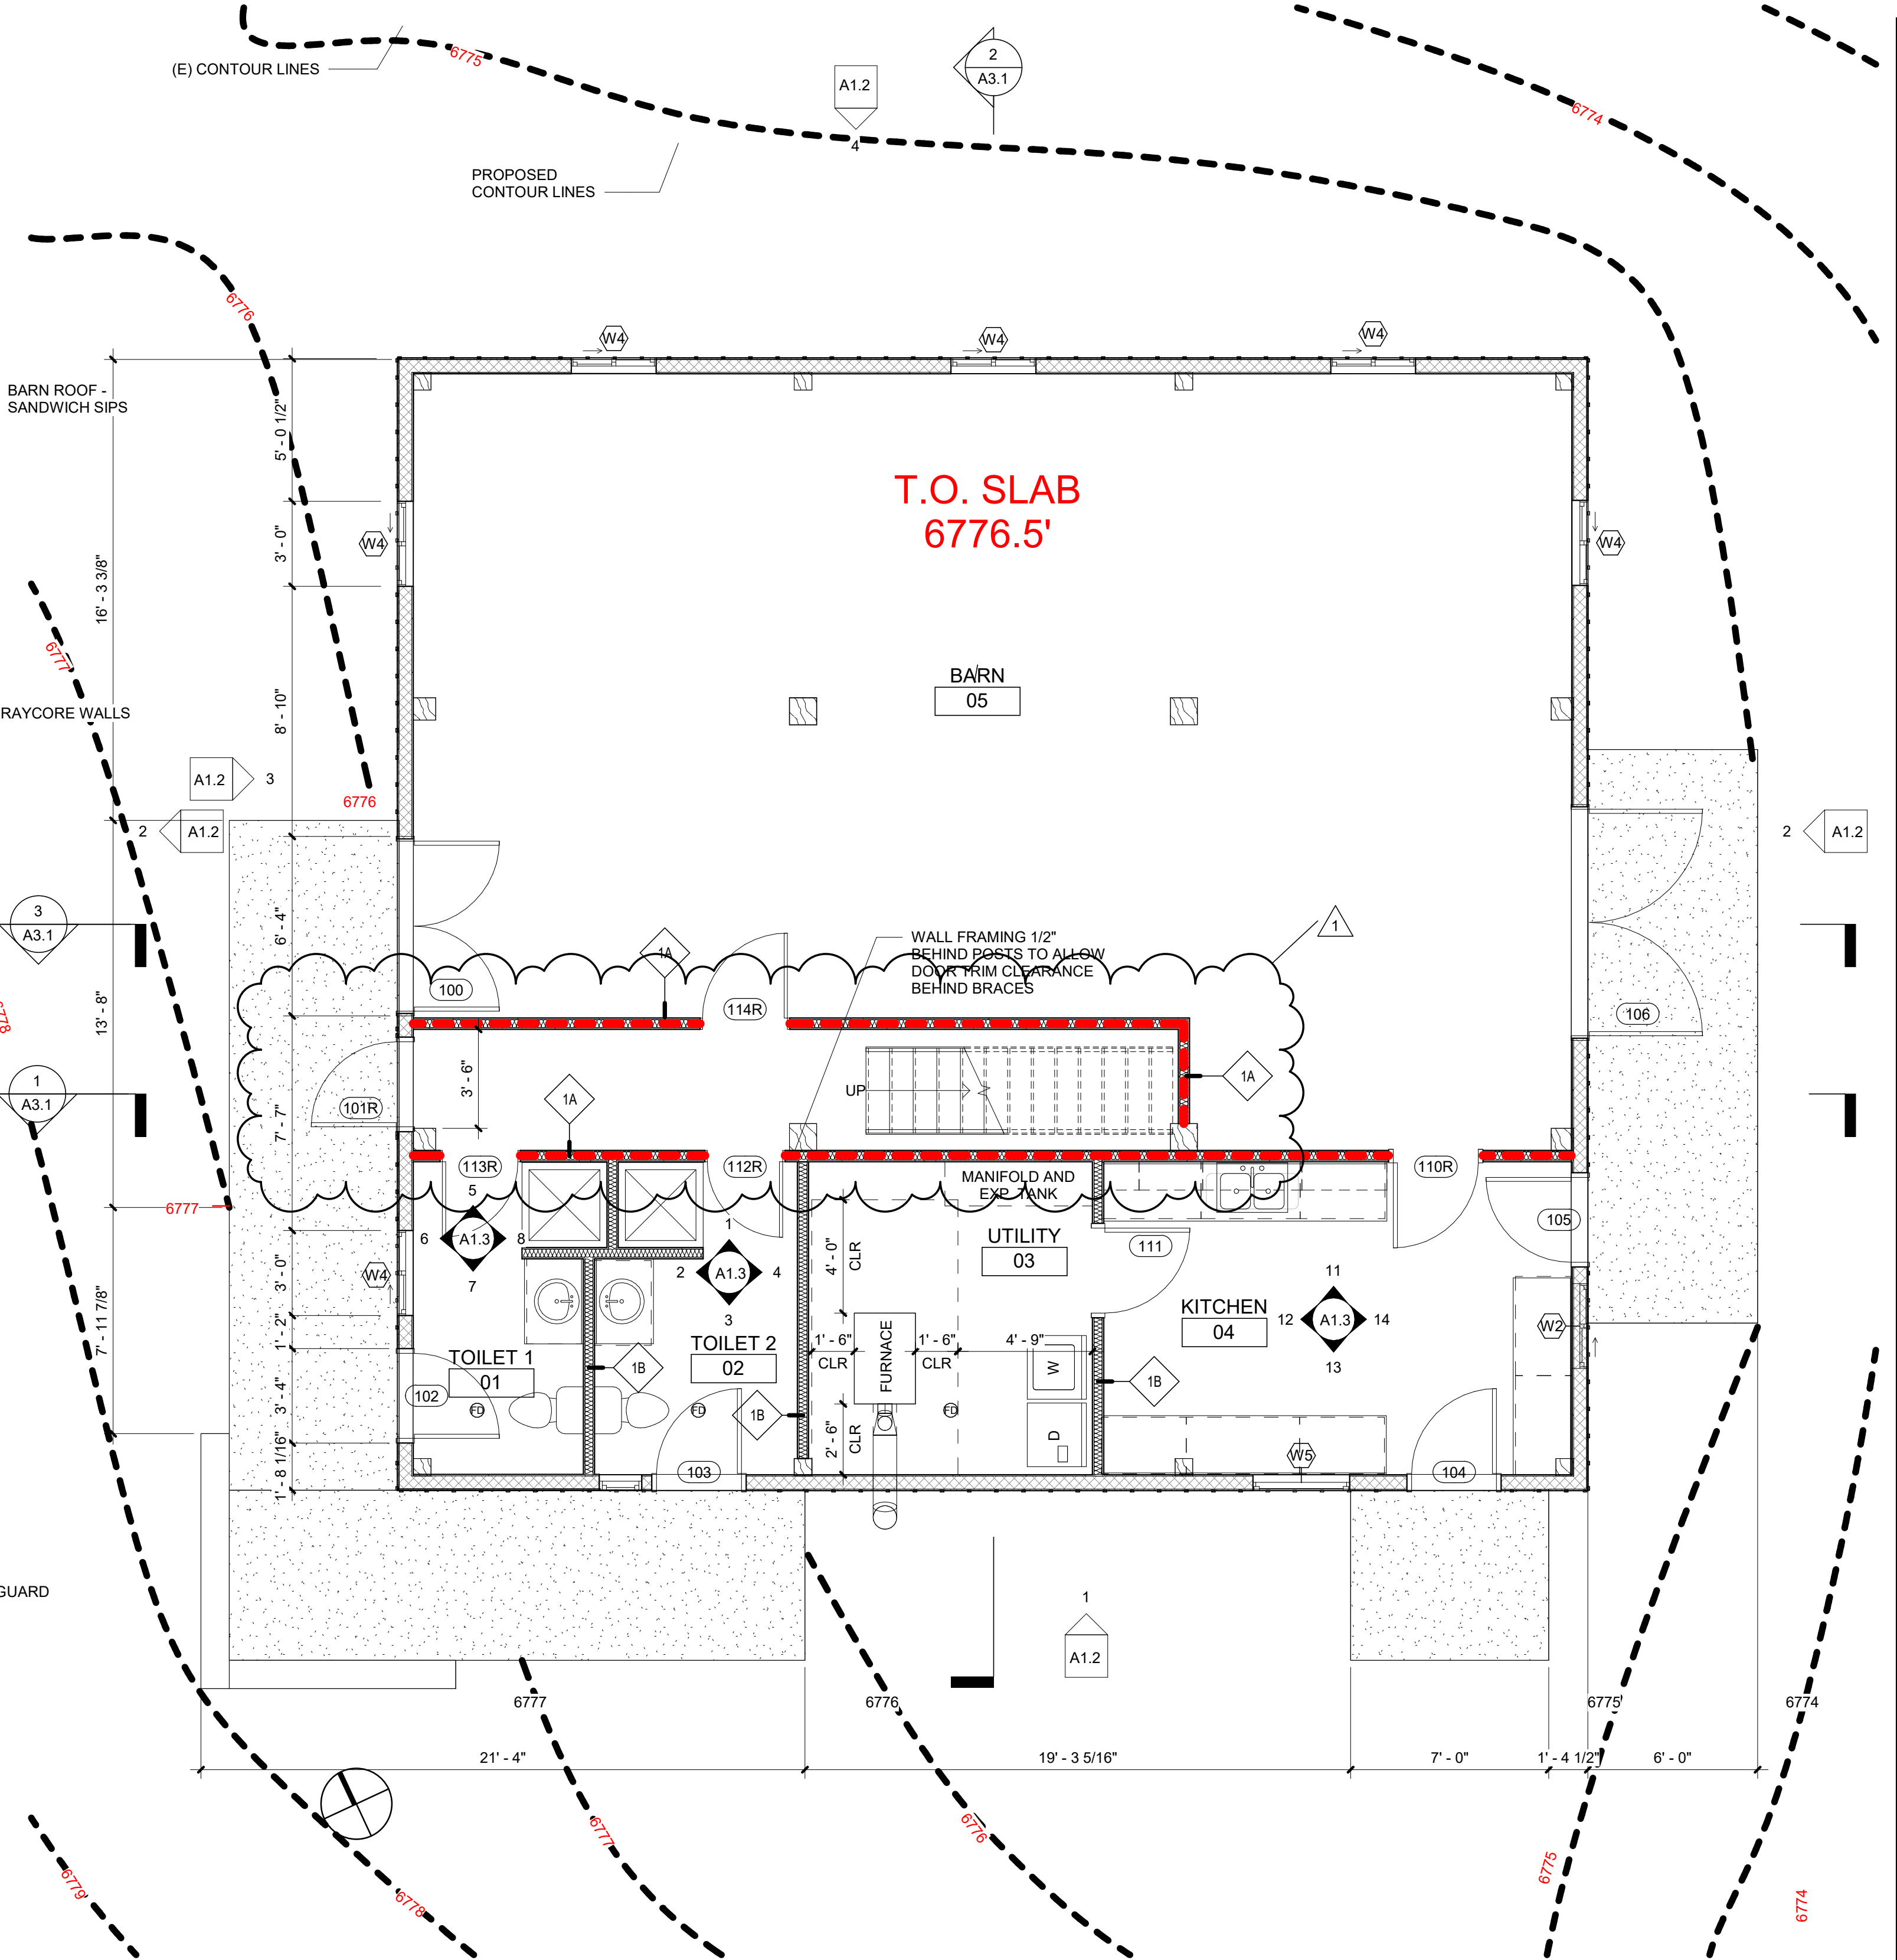 6775
(E) CONTOUR LINES
2
A3.1
A1.2
4
6774
PROPOSED
CONTOUR LINES
6776
W4
W4
W4
BARN ROOF -
SANDWICH SIPS
5' - 0 1/2"
T.O. SLAB
6776.5'
3' - 0"
W4
W4
16' - 3 3/8"
6777
BARN
05
RAYCORE WALLS
8' - 10"
A1.2
3
6776
2
A1.2
2
A1.2
3
A3.1
6' - 4"
WALL FRAMING 1/2"
BEHIND POSTS TO ALLOW
DOOR TRIM CLEARANCE
BEHIND BRACES
1
1A
100
114R
106
6778
13' - 8"
1
A3.1
3' - 6"
1A
UP
1A
101R
7' - 7"
113R
112R
110R
5
MANIFOLD AND
EXP. TANK
6777
6
A1.3
8
7
1
2
A1.3
4
3
UTILITY
03
111
105
4' - 0"
CLR
W4
3' - 0"
KITCHEN
04
11
12
A1.3
14
13
W2
7' - 11 7/8"
1' - 2"
TOILET 1
01
TOILET 2
02
1' - 6"
CLR
FURNACE
1' - 6"
CLR
4' - 9"
W
1B
1B
1B
102
3' - 4"
FD
FD
FD
2' - 6"
CLR
D
W5
1' - 8 1/16"
103
104
GUARD
1
A1.2
6777
6776
6775
6774
21' - 4"
19' - 3 5/16"
7' - 0"
1' - 4 1/2"
6' - 0"
6777
6776
6775
6779
6778
6774